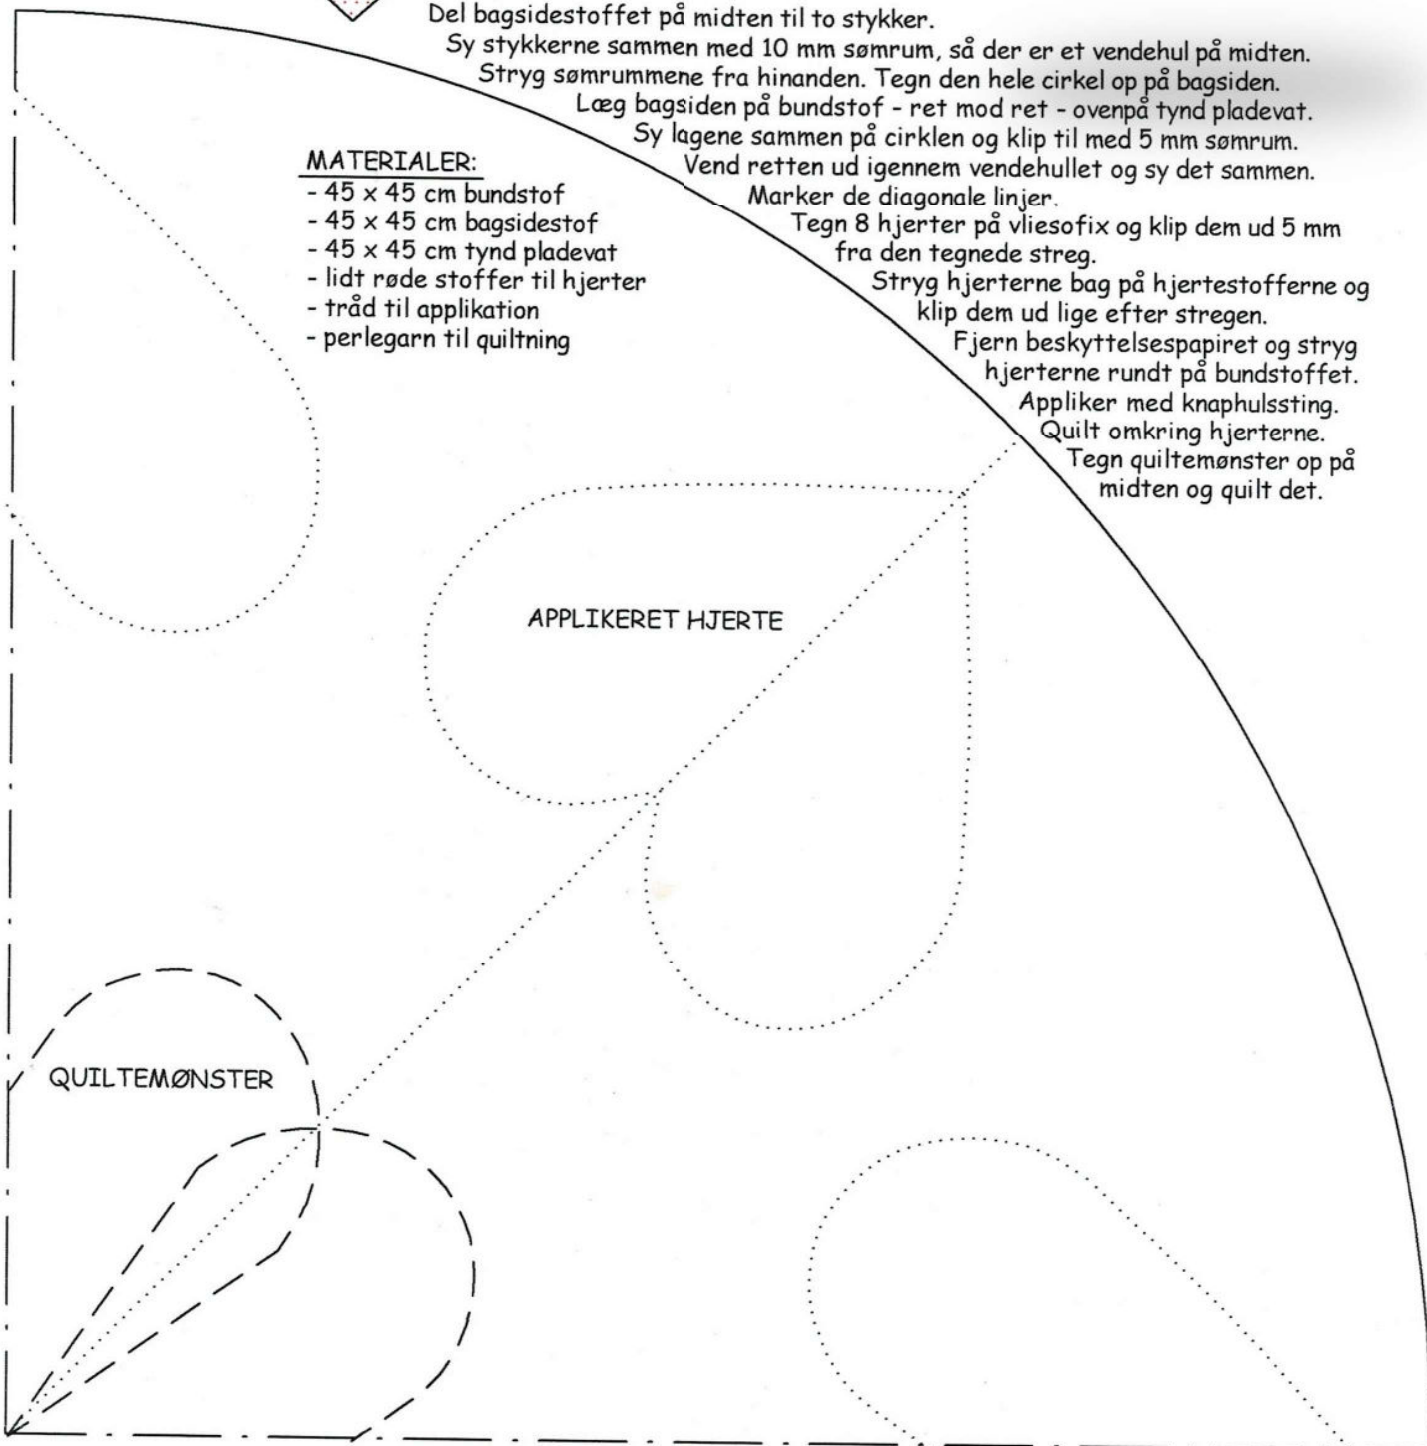 Del bagsidestoffet på midten til to stykker.
Sy stykkerne sammen med 10 mm sømrum, så der er et vendehul på midten.
Stryg sømrummene fra hinanden. Tegn den hele cirkel op på bagsiden.
Læg bagsiden på bundstof - ret mod ret - ovenpå tynd pladevat.
Sy lagene sammen på cirklen og klip til med 5 mm sømrum.
Vend retten ud igennem vendehullet og sy det sammen.
Marker de diagonale linjer.
Tegn 8 hjerter på vliesofix og klip dem ud 5 mm
fra den tegnede streg.
Stryg hjerterne bag på hjertestofferne og
klip dem ud lige efter stregen.
Fjern beskyttelsespapiret og stryg
hjerterne rundt på bundstoffet.
Appliker med knaphulssting.
Quilt omkring hjerterne.
Tegn quiltemønster op på
midten og quilt det.
MATERIALER:
- 45 x 45 cm bundstof
- 45 x 45 cm bagsidestof
- 45 x 45 cm tynd pladevat
- lidt røde stoffer til hjerter
- tråd til applikation
- perlegarn til quiltning
APPLIKERET HJERTE
QUILTEMØNSTER